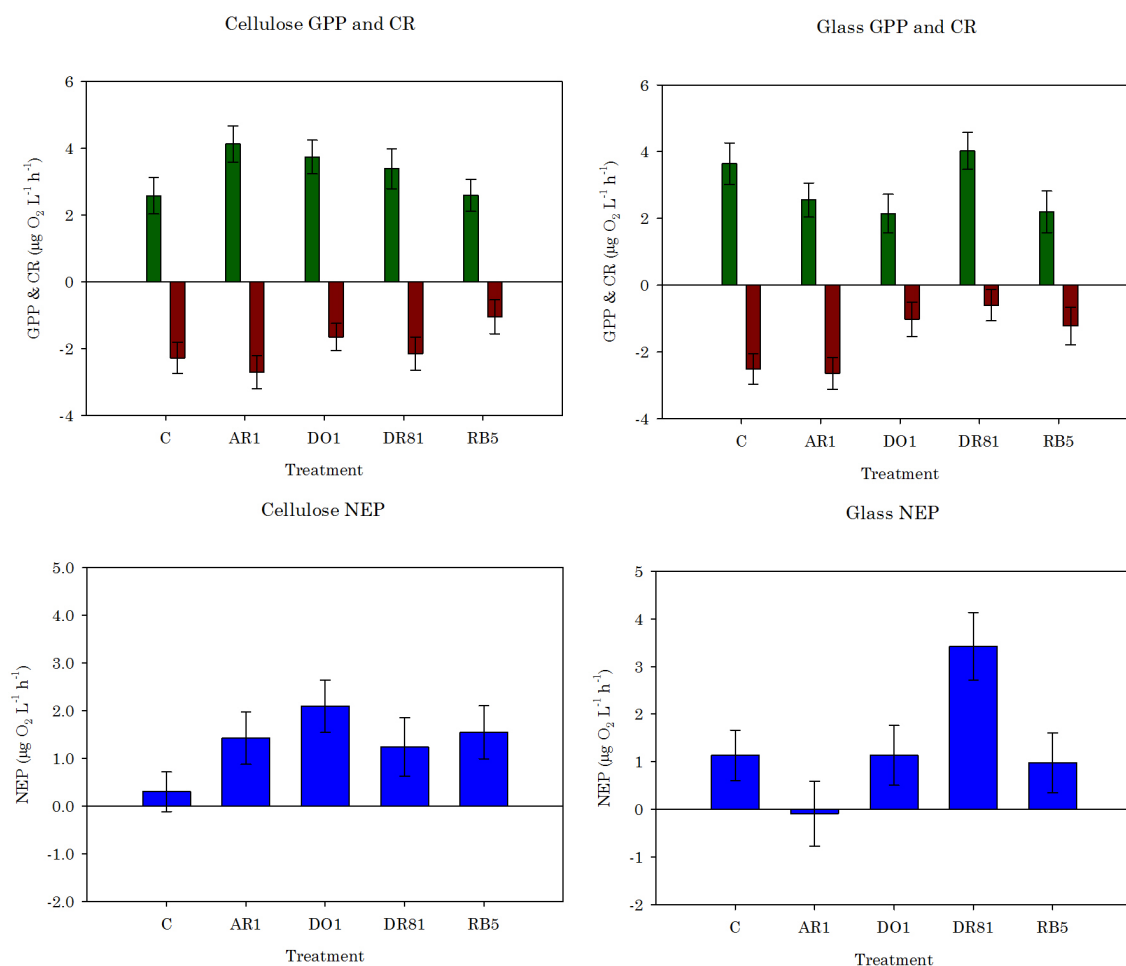 Cellulose GPP and CR
GPP & CR (µg O₂ L⁻¹ h⁻¹)
6
4
2
0
-2
-4
C AR1 DO1 DR81 RB5
Treatment
Glass GPP and CR
GPP & CR (µg O₂ L⁻¹ h⁻¹)
6
4
2
0
-2
-4
C AR1 DO1 DR81 RB5
Treatment
Cellulose NEP
NEP (µg O₂ L⁻¹ h⁻¹)
5.0
4.0
3.0
2.0
1.0
0.0
-1.0
-2.0
C AR1 DO1 DR81 RB5
Treatment
Glass NEP
NEP (µg O₂ L⁻¹ h⁻¹)
5
4
3
2
1
0
-1
-2
C AR1 DO1 DR81 RB5
Treatment